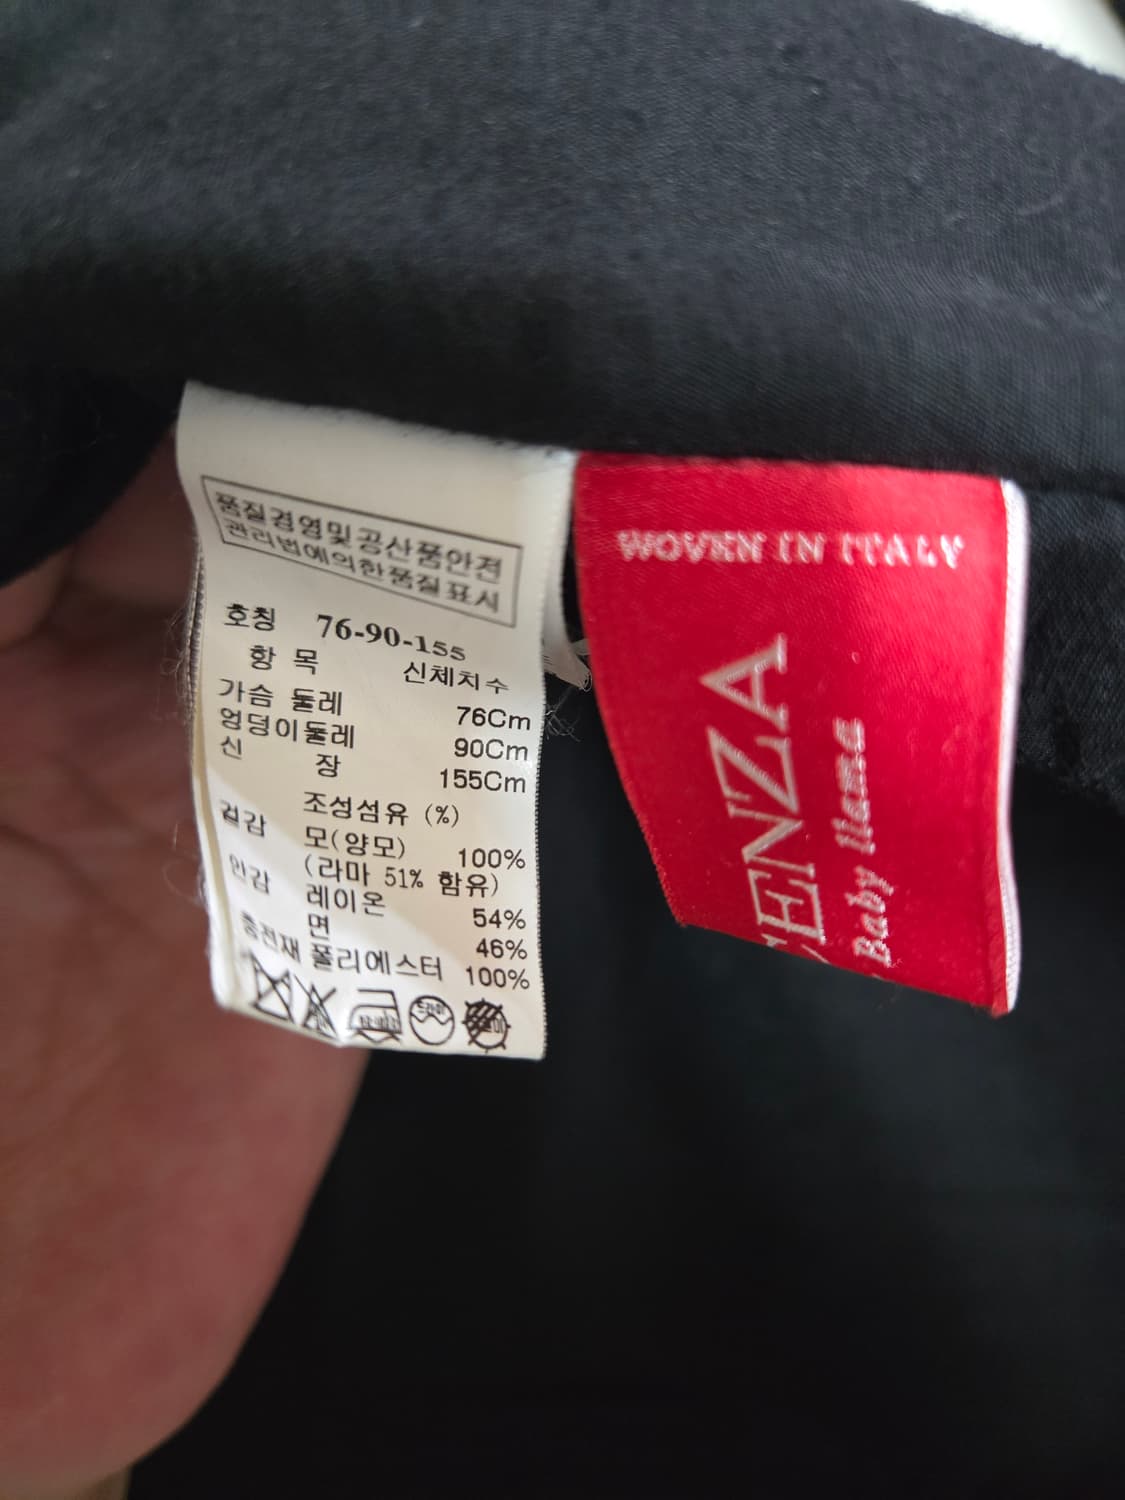 품질경영및공산품안전
관리법에의한품질표시
호칭 76-90-155
항 목 신체치수
가슴 둘레 76Cm
엉덩이둘레 90Cm
신 장 155Cm
조성섬유 (%)
겉감 모(양모) 100%
(라마 51% 함유)
안감 레이온 54%
면 46%
충전재 폴리에스터 100%
드라이
WOVEN IN ITALY
ENZA
Baby llama